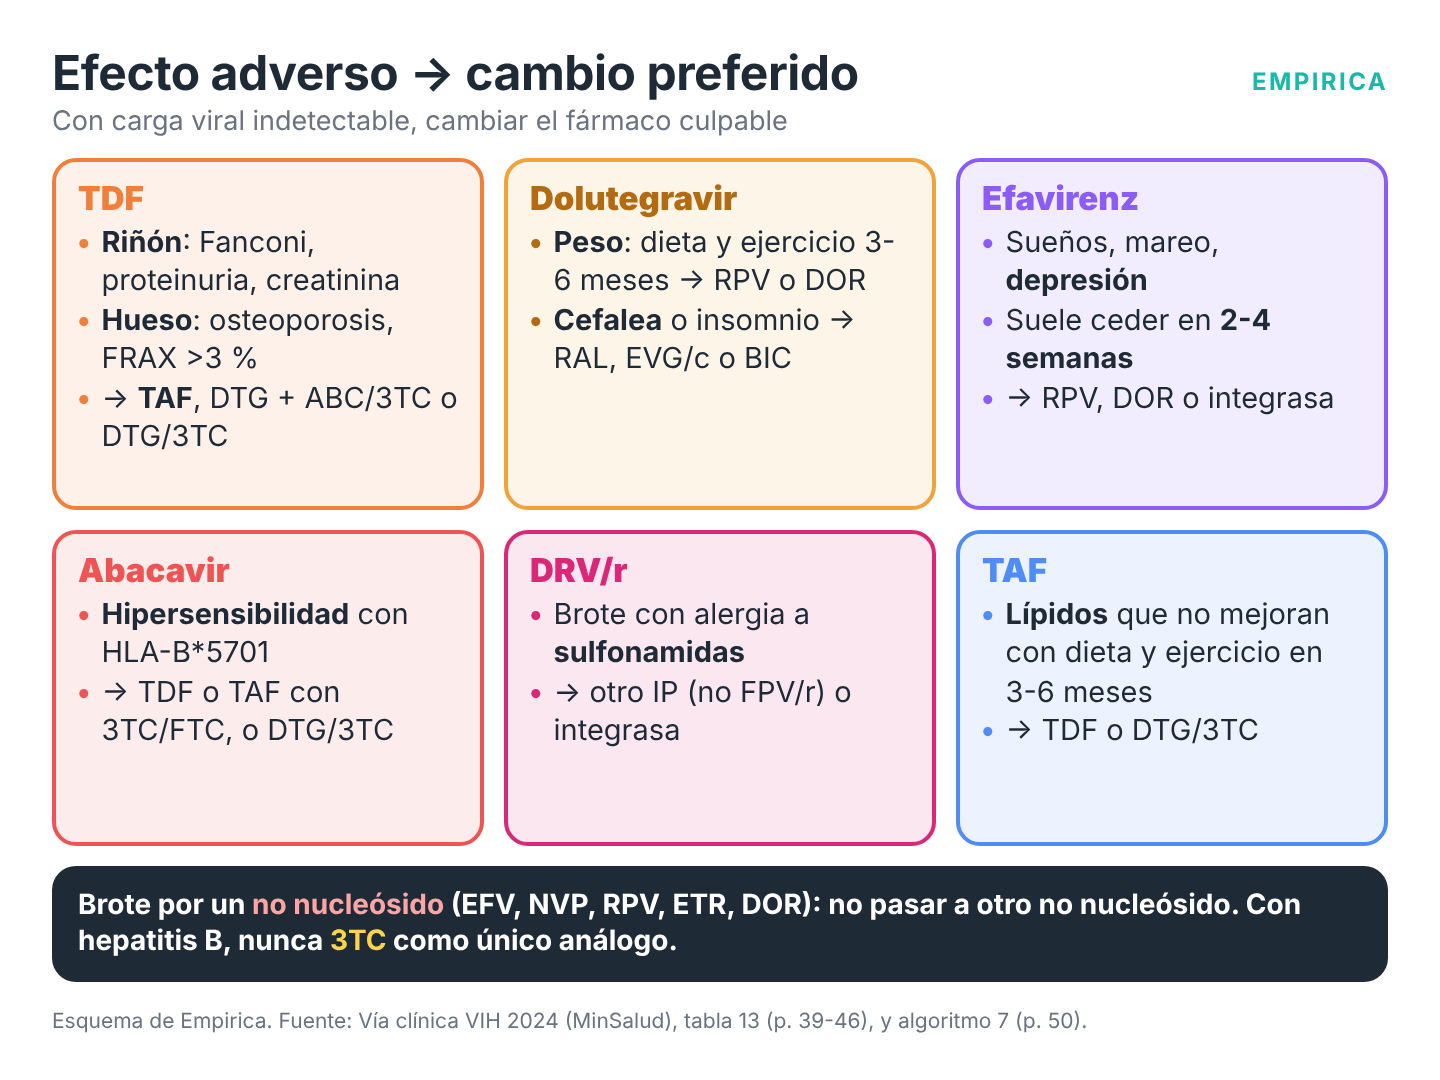 Efecto adverso → cambio preferido
EMPIRICA
Con carga viral indetectable, cambiar el fármaco culpable
TDF
• Riñón: Fanconi,
proteinuria, creatinina
• Hueso: osteoporosis,
FRAX >3 %
• → TAF, DTG + ABC/3TC o
DTG/3TC
Dolutegravir
• Peso: dieta y ejercicio 3-
6 meses → RPV o DOR
• Cefalea o insomnio →
RAL, EVG/c o BIC
Efavirenz
• Sueños, mareo,
depresión
• Suele ceder en 2-4
semanas
• → RPV, DOR o integrasa
Abacavir
• Hipersensibilidad con
HLA-B*5701
• → TDF o TAF con
3TC/FTC, o DTG/3TC
DRV/r
• Brote con alergia a
sulfonamidas
• → otro IP (no FPV/r) o
integrasa
TAF
• Lípidos que no mejoran
con dieta y ejercicio en
3-6 meses
• → TDF o DTG/3TC
Brote por un no nucleósido (EFV, NVP, RPV, ETR, DOR): no pasar a otro no nucleósido. Con
hepatitis B, nunca 3TC como único análogo.
Esquema de Empirica. Fuente: Vía clínica VIH 2024 (MinSalud), tabla 13 (p. 39-46), y algoritmo 7 (p. 50).